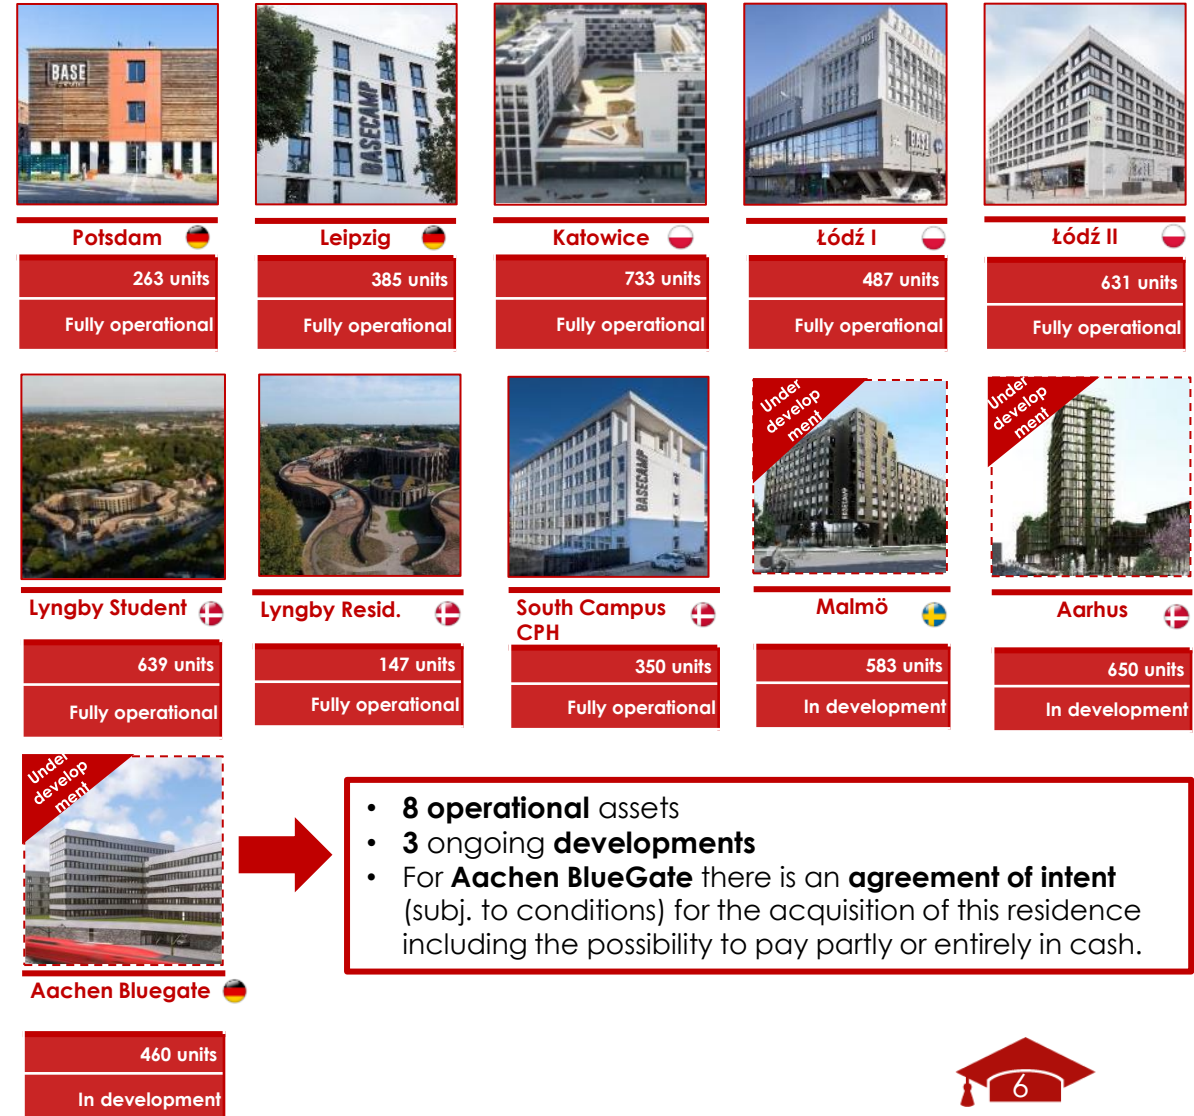 BASE
BASECAMP
BASE
BASE
Potsdam
Leipzig
Katowice
Łódź I
Łódź II
263 units
385 units
733 units
487 units
631 units
Fully operational
Fully operational
Fully operational
Fully operational
Fully operational
BASECAMP
Under
develop
ment
BASECAMP
Under
develop
ment
Lyngby Student
Lyngby Resid.
South Campus
CPH
Malmö
Aarhus
639 units
147 units
350 units
583 units
650 units
Fully operational
Fully operational
Fully operational
In development
In development
Under
develop
ment
• 8 operational assets
• 3 ongoing developments
• For Aachen BlueGate there is an agreement of intent
(subj. to conditions) for the acquisition of this residence
including the possibility to pay partly or entirely in cash.
Aachen Bluegate
460 units
In development
6